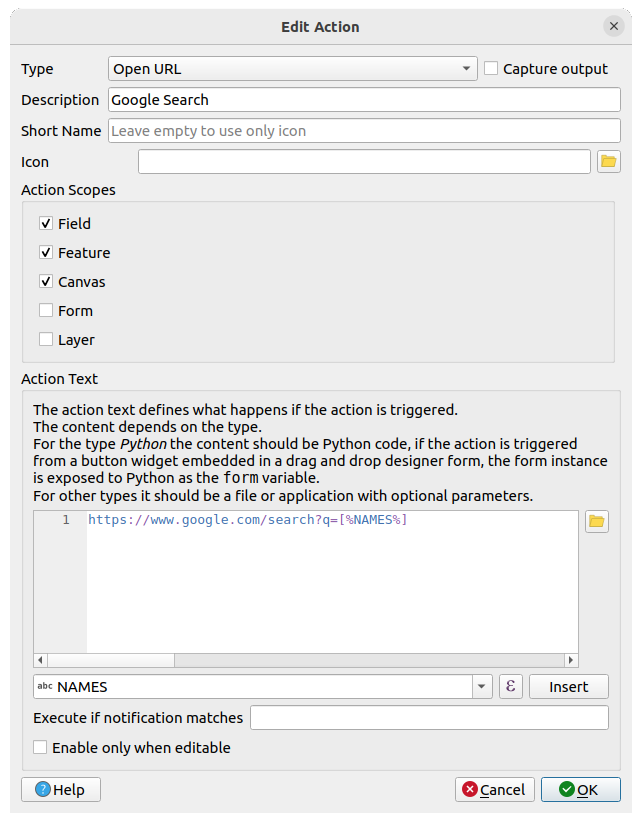 Edit Action
Type Open URL Capture output
Description Google Search
Short Name Leave empty to use only icon
Icon
Action Scopes
Field
Feature
Canvas
Form
Layer
Action Text
The action text defines what happens if the action is triggered.
The content depends on the type.
For the type Python the content should be Python code, if the action is triggered
from a button widget embedded in a drag and drop designer form, the form instance
is exposed to Python as the form variable.
For other types it should be a file or application with optional parameters.
1 https://www.google.com/search?q=[%NAMES%]
abc NAMES ε Insert
Execute if notification matches
Enable only when editable
Help Cancel OK